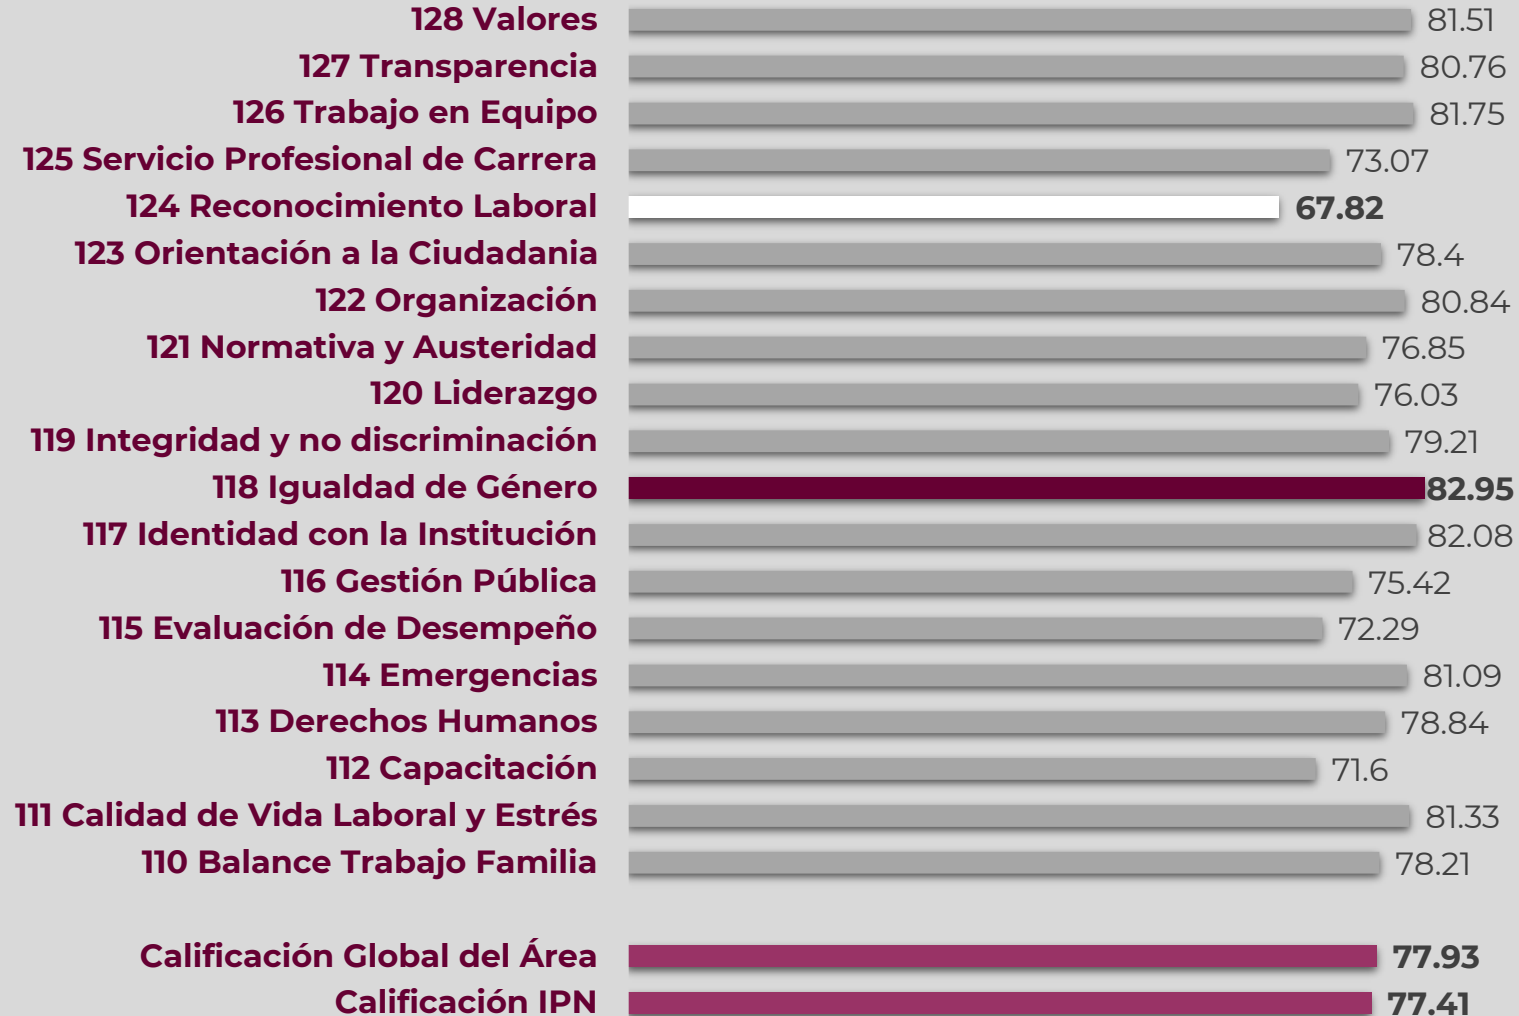 128 Valores 81.51
127 Transparencia 80.76
126 Trabajo en Equipo 81.75
125 Servicio Profesional de Carrera 73.07
124 Reconocimiento Laboral 67.82
123 Orientación a la Ciudadania 78.4
122 Organización 80.84
121 Normativa y Austeridad 76.85
120 Liderazgo 76.03
119 Integridad y no discriminación 79.21
118 Igualdad de Género 82.95
117 Identidad con la Institución 82.08
116 Gestión Pública 75.42
115 Evaluación de Desempeño 72.29
114 Emergencias 81.09
113 Derechos Humanos 78.84
112 Capacitación 71.6
111 Calidad de Vida Laboral y Estrés 81.33
110 Balance Trabajo Familia 78.21
Calificación Global del Área 77.93
Calificación IPN 77.41